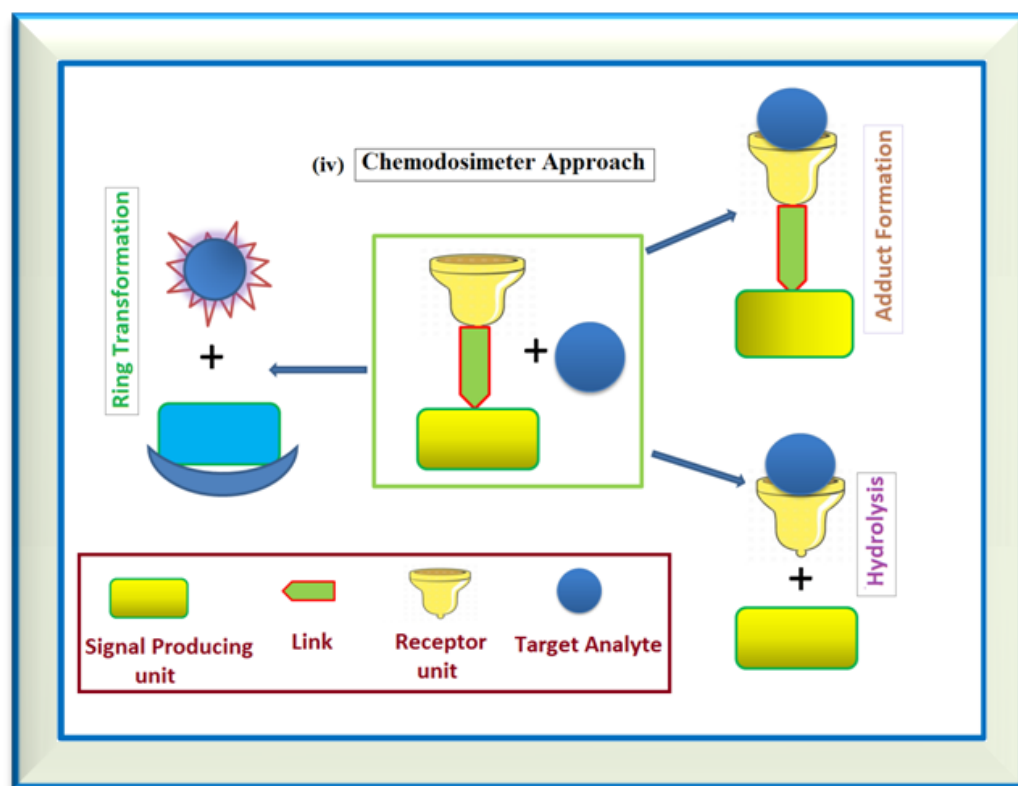 (iv) Chemodosimeter Approach
Ring Transformation
+
+
Adduct Formation
Hydrolysis
+
Signal Producing
unit
Link
Receptor
unit
Target Analyte